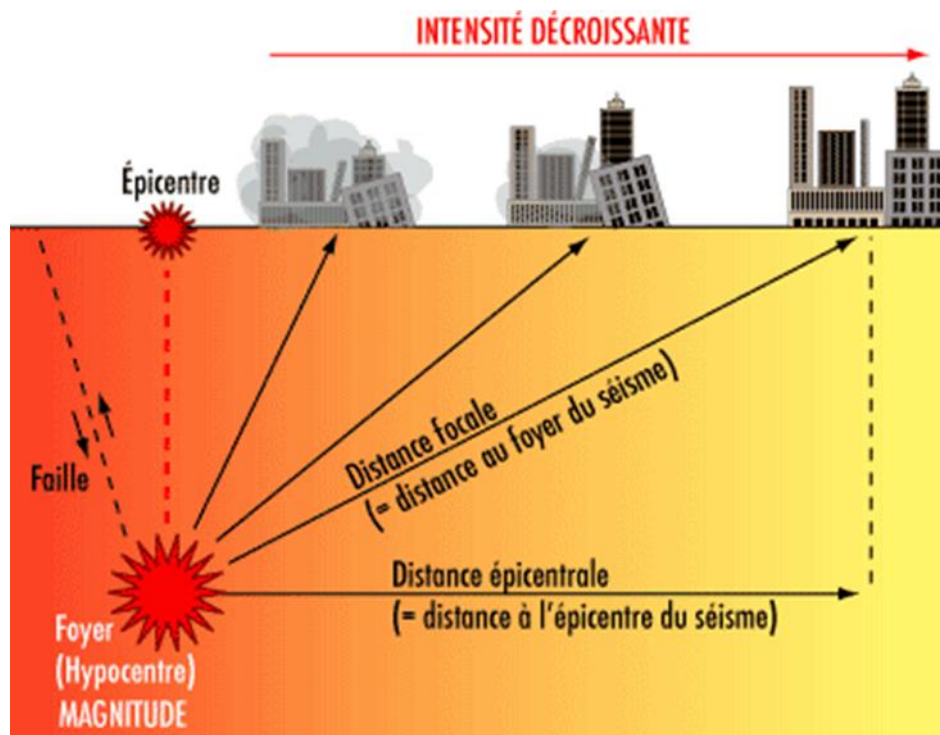 INTENSITÉ DÉCROISSANTE
Épicentre
Faille
Distance focale
(= distance au foyer du séisme)
Distance épicentrale
(= distance à l'épicentre du séisme)
Foyer
(Hypocentre)
MAGNITUDE